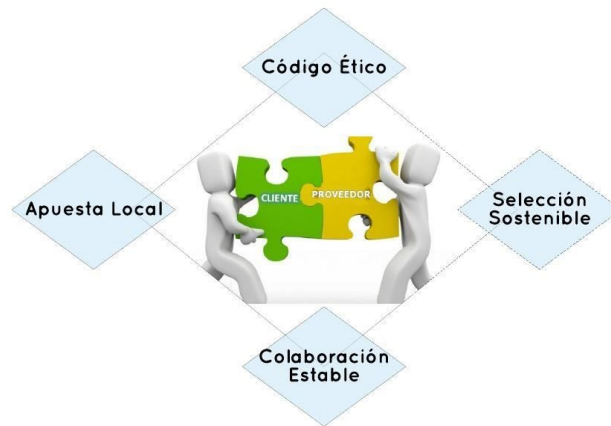 Código Ético
CLIENTE
PROVEEDOR
Apuesta Local
Selección
Sostenible
Colaboración
Estable